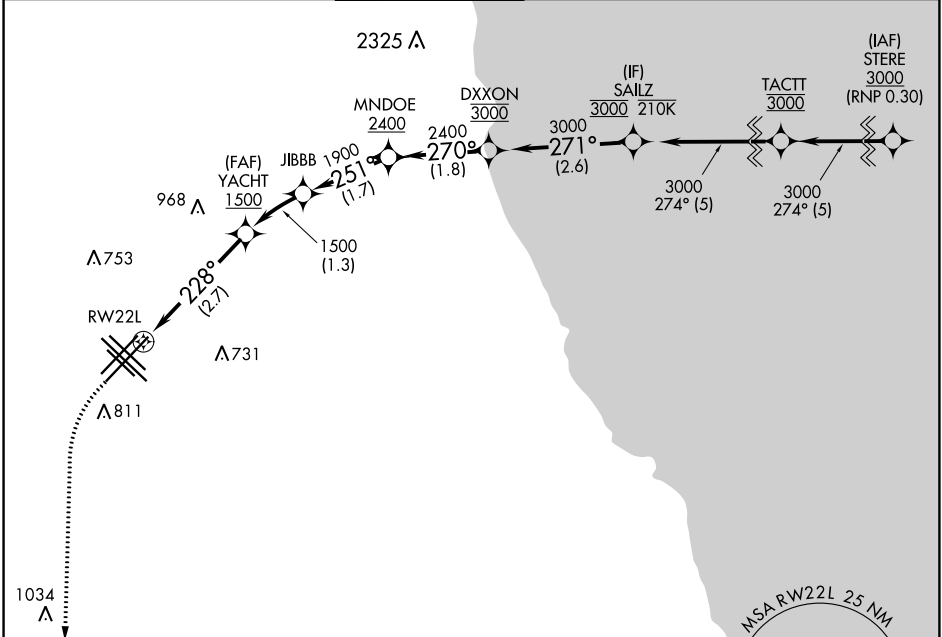 2325
(IAF)
STERE
3000
(RNP 0.30)
(IF)
SAILZ
3000 210K
TACTT
3000
DXXON
3000
MNDOE
2400
2400
270°
(1.8)
3000
271°
(2.6)
3000
274° (5)
3000
274° (5)
JIBBB
1900
251°
(1.7)
(FAF)
YACHT
1500
968
1500
(1.3)
753
228°
(2.7)
RW22L
731
811
1034
MSA RW22L 25 NM